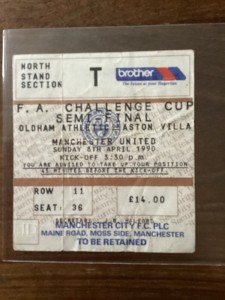 NORTH
STAND
SECTION
T
brother
F.A. CHALLENGE CUP
SEMI-FINAL
OLDHAM ATHLETIC/ASTON VILLA
MANCHESTER UNITED
SUNDAY 8TH APRIL 1990
KICK-OFF 3:30 p.m.
YOU ARE ADVISED TO TAKE UP YOUR POSITION
45 MINUTES BEFORE THE KICK-OFF
ROW 11
£14.00
SEAT: 36
SECRETARY
MANCHESTER CITY F.C. PLC
MAINE ROAD, MOSS SIDE, MANCHESTER
TO BE RETAINED